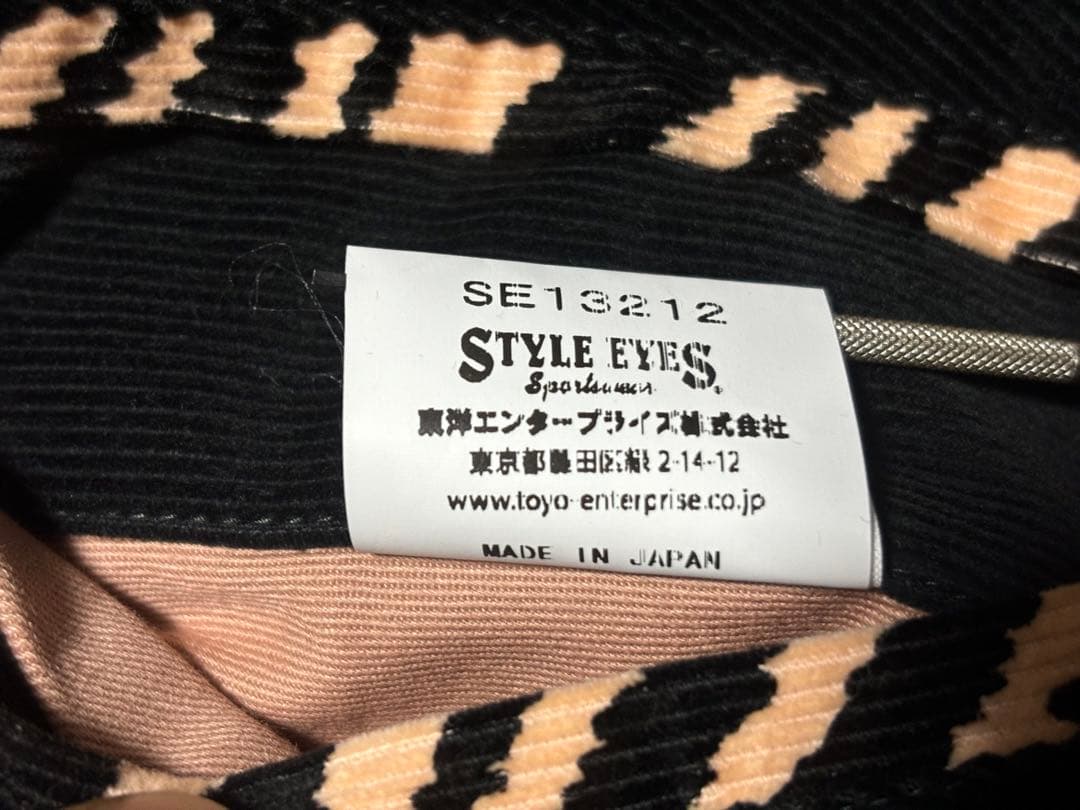 SE13212
STYLE EYES
Sportswear
東洋エンタープライズ株式会社
東京都墨田区緑2-14-12
www.toyo-enterprise.co.jp
MADE IN JAPAN